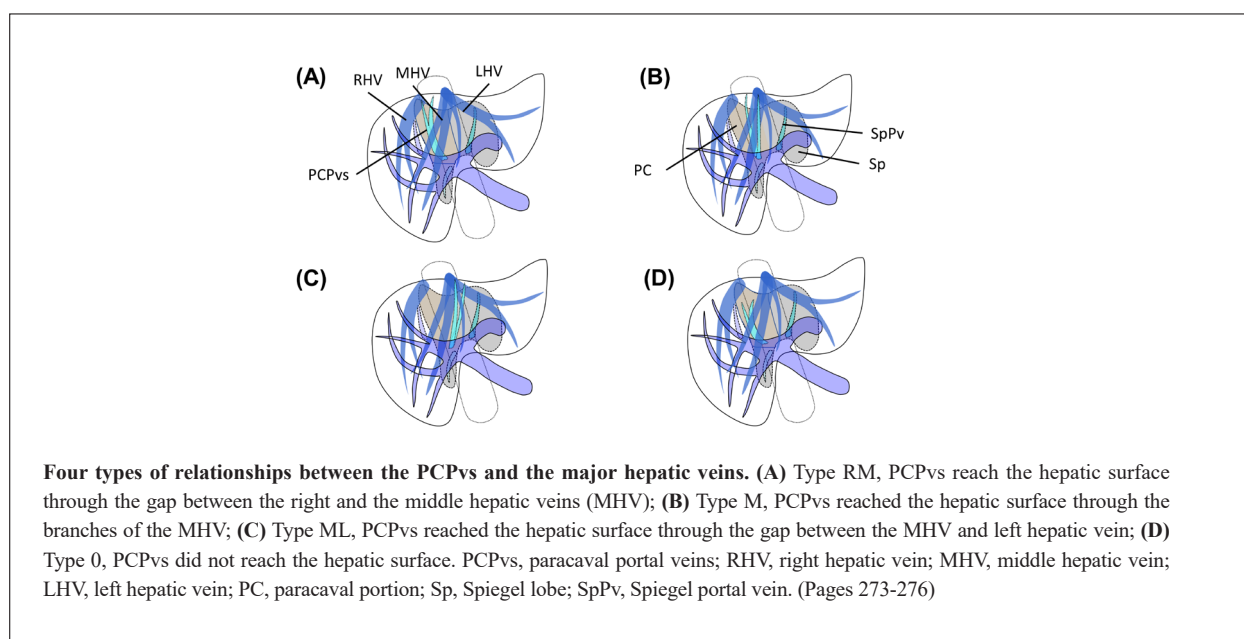 (A)
RHV
MHV
LHV
PCPvs
(B)
PC
SpPv
Sp
(C)
(D)
Four types of relationships between the PCPvs and the major hepatic veins. (A) Type RM, PCPvs reach the hepatic surface
through the gap between the right and the middle hepatic veins (MHV); (B) Type M, PCPvs reached the hepatic surface through the
branches of the MHV; (C) Type ML, PCPvs reached the hepatic surface through the gap between the MHV and left hepatic vein; (D)
Type 0, PCPvs did not reach the hepatic surface. PCPvs, paracaval portal veins; RHV, right hepatic vein; MHV, middle hepatic vein;
LHV, left hepatic vein; PC, paracaval portion; Sp, Spiegel lobe; SpPv, Spiegel portal vein. (Pages 273-276)